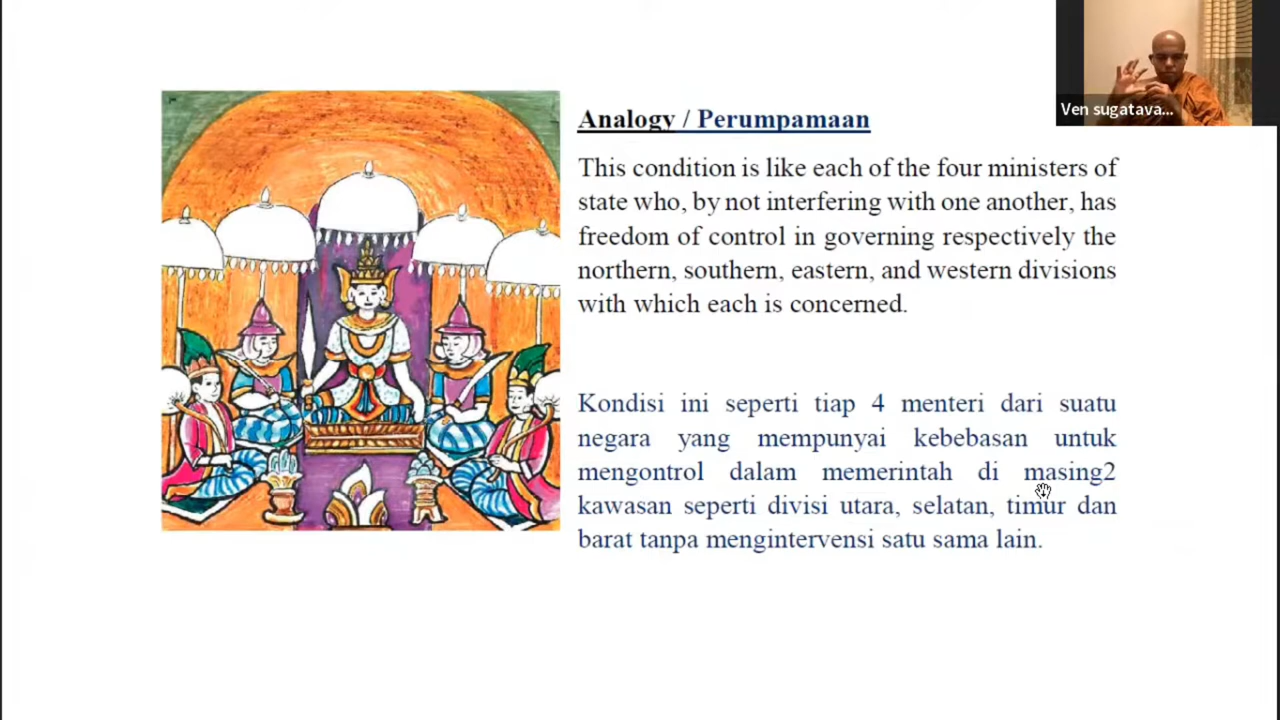 Ven sugatava...
Analogy / Perumpamaan
This condition is like each of the four ministers of
state who, by not interfering with one another, has
freedom of control in governing respectively the
northern, southern, eastern, and western divisions
with which each is concerned.
Kondisi ini seperti tiap 4 menteri dari suatu
negara yang mempunyai kebebasan untuk
mengontrol dalam memerintah di masing2
kawasan seperti divisi utara, selatan, timur dan
barat tanpa mengintervensi satu sama lain.